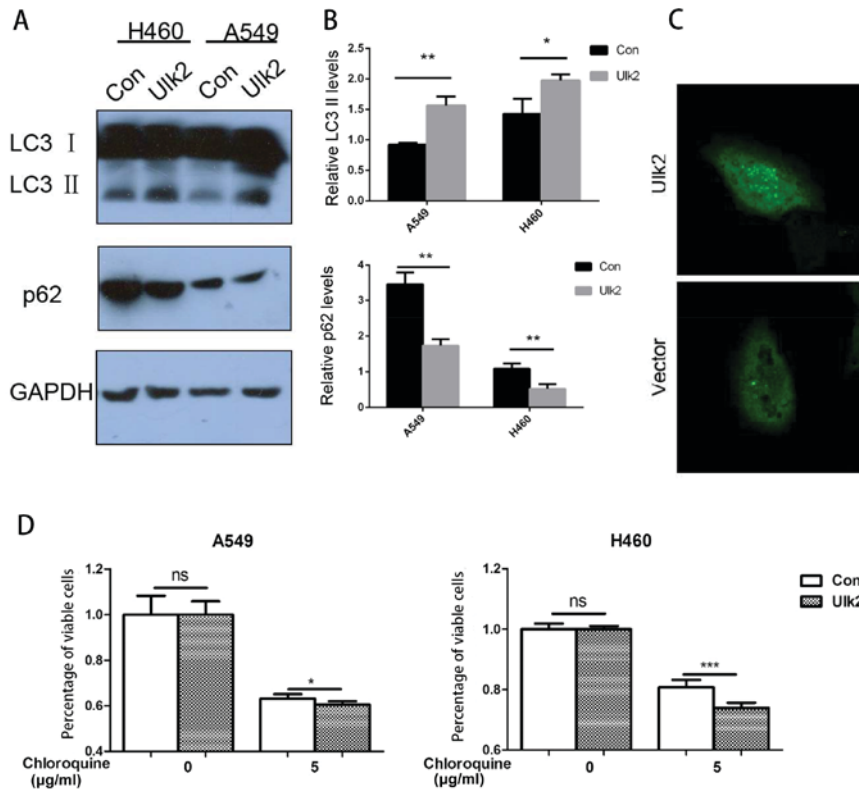 A
H460 A549
Con Ulk2 Con Ulk2
LC3 I
LC3 II
p62
GAPDH
B
Relative LC3 II levels
2.5
2.0
1.5
1.0
0.5
0.0
**
*
Con
Ulk2
A549
H460
Relative p62 levels
4
3
2
1
0
**
**
Con
Ulk2
A549
H460
C
Ulk2
Vector
D
A549
Percentage of viable cells
1.2
1.0
0.8
0.6
0.4
ns
*
Chloroquine
(μg/ml)
0
5
H460
Percentage of viable cells
1.2
1.0
0.8
0.6
ns
***
Con
Ulk2
Chloroquine
(μg/ml)
0
5